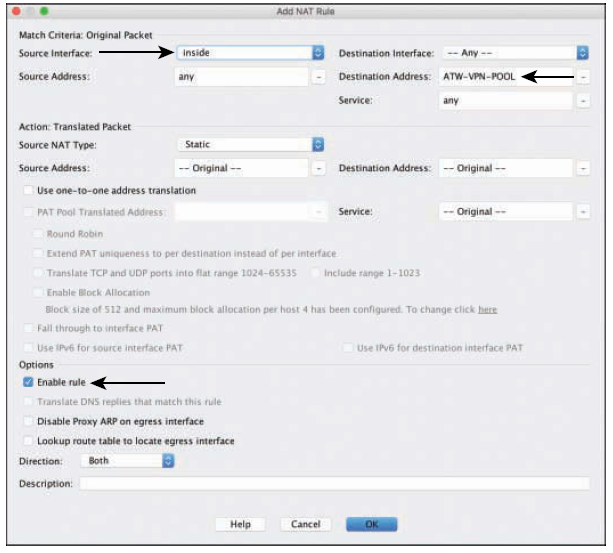 Add NAT Rule
Match Criteria: Original Packet
Source Interface: inside Destination Interface: -- Any --
Source Address: any - Destination Address: ATW-VPN-POOL -
Service: any -
Action: Translated Packet
Source NAT Type: Static
Source Address: -- Original -- - Destination Address: -- Original -- -
Use one-to-one address translation
PAT Pool Translated Address: - Service: -- Original -- -
Round Robin
Extend PAT uniqueness to per destination instead of per interface
Translate TCP and UDP ports into flat range 1024-65535 Include range 1-1023
Enable Block Allocation
Block size of 512 and maximum block allocation per host 4 has been configured. To change click here
Fall through to interface PAT
Use IPv6 for source interface PAT Use IPv6 for destination interface PAT
Options
Enable rule
Translate DNS replies that match this rule
Disable Proxy ARP on egress interface
Lookup route table to locate egress interface
Direction: Both
Description:
Help Cancel OK